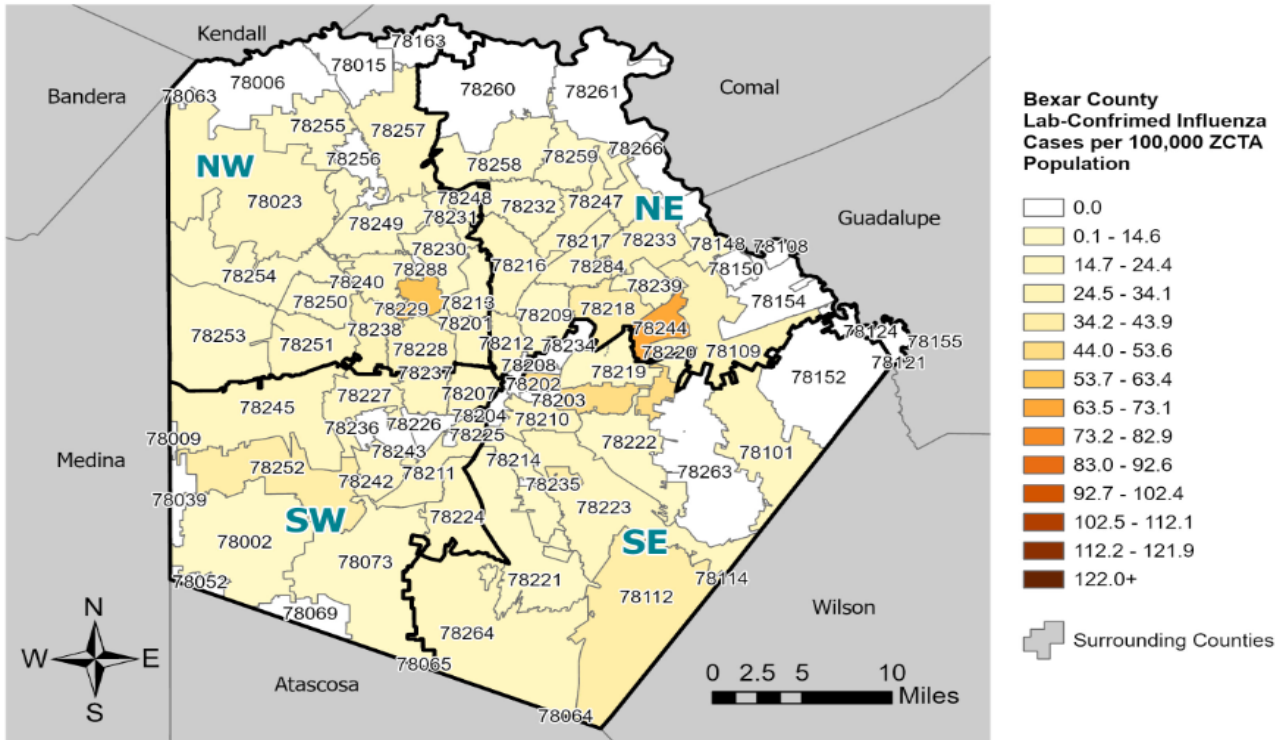 Kendall
78163
78015
78006
78260
78261
Comal
Bandera
78063
78255
78257
78256
78258
78259
78266
NW
78023
78248
78232
78247
NE
78249
78231
78230
78217
78233
78148
78108
Guadalupe
78254
78240
78288
78216
78284
78150
78250
78229
78213
78239
78154
78218
78253
78238
78201
78209
78244
78124
78155
78251
78228
78212
78234
78220
78109
78121
78237
78208
78219
78152
78227
78207
78202
78203
78245
78236
78226
78204
78210
78009
78243
78225
78222
78101
Medina
78252
78242
78211
78214
78263
78039
78235
78224
78223
SW
SE
78002
78073
78221
78114
78052
78112
Wilson
78069
78264
78065
Atascosa
78064
N
W
E
S
0 2.5 5 10
Miles
Bexar County
Lab-Confrimed Influenza
Cases per 100,000 ZCTA
Population
0.0
0.1 - 14.6
14.7 - 24.4
24.5 - 34.1
34.2 - 43.9
44.0 - 53.6
53.7 - 63.4
63.5 - 73.1
73.2 - 82.9
83.0 - 92.6
92.7 - 102.4
102.5 - 112.1
112.2 - 121.9
122.0+
Surrounding Counties